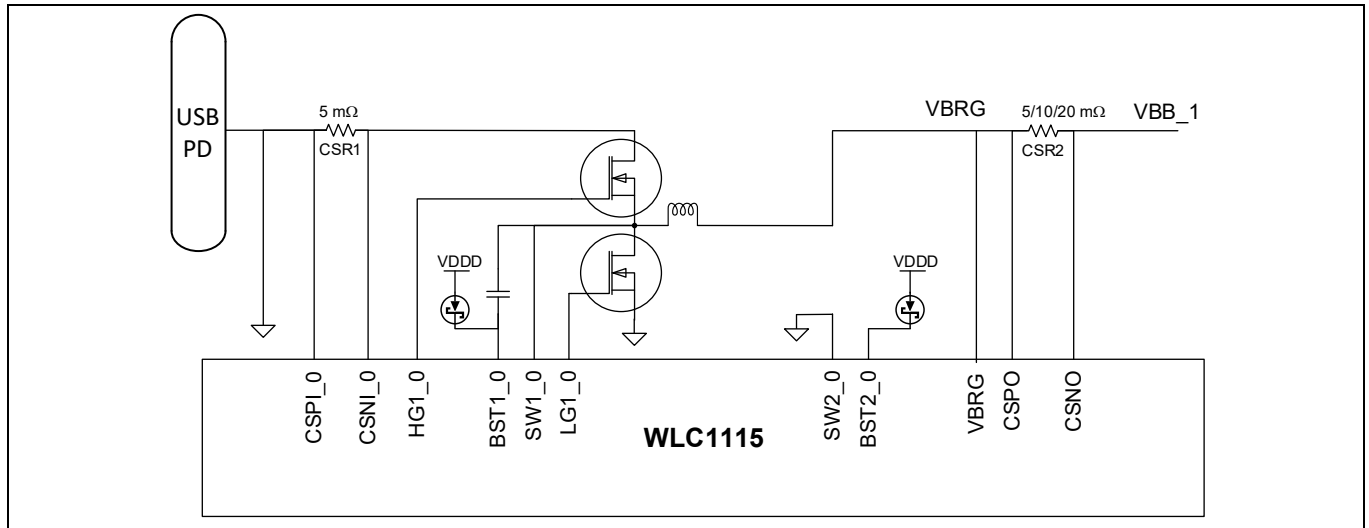 USB
PD
5 mΩ
CSR1
VBRG
5/10/20 mΩ
CSR2
VBB_1
VDDD
VDDD
CSPI_0
CSNI_0
HG1_0
BST1_0
SW1_0
LG1_0
SW2_0
BST2_0
VBRG
CSPO
CSNO
WLC1115